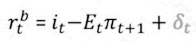 r_t^b = i_t − E_t π_{t+1} + δ_t